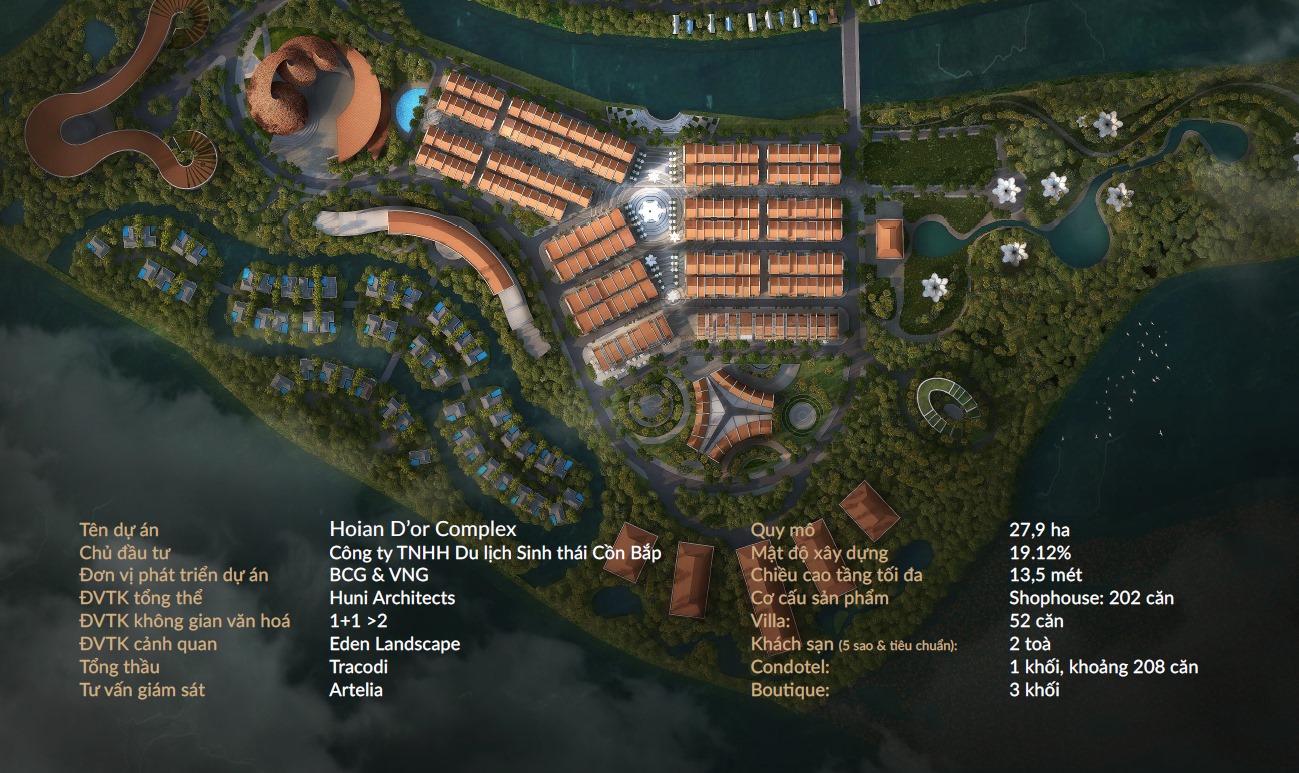 Tên dự án Hoian D’or Complex
Chủ đầu tư Công ty TNHH Du lịch Sinh thái Cồn Bắp
Đơn vị phát triển dự án BCG & VNG
ĐVTK tổng thể Huni Architects
ĐVTK không gian văn hoá 1+1 >2
ĐVTK cảnh quan Eden Landscape
Tổng thầu Tracodi
Tư vấn giám sát Artelia
Quy mô 27,9 ha
Mật độ xây dựng 19.12%
Chiều cao tầng tối đa 13,5 mét
Cơ cấu sản phẩm Shophouse: 202 căn
Villa: 52 căn
Khách sạn (5 sao & tiêu chuẩn): 2 toà
Condotel: 1 khối, khoảng 208 căn
Boutique: 3 khối